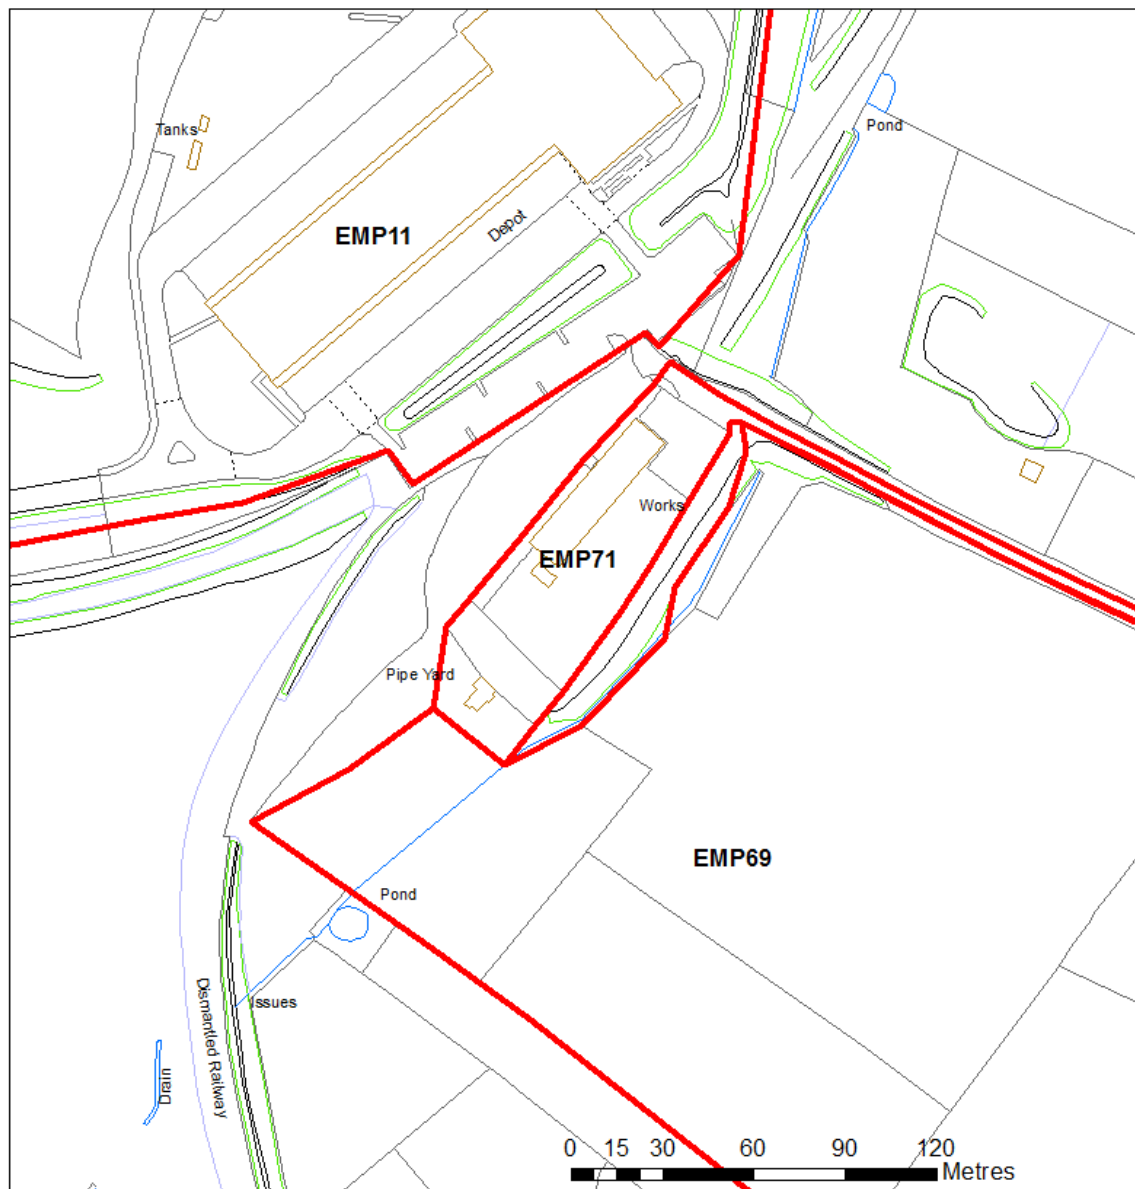 Tanks
Pond
EMP11
Depot
Works
EMP71
Pipe Yard
EMP69
Pond
Issues
Dismantled Railway
Drain
0 15 30 60 90 120
Metres